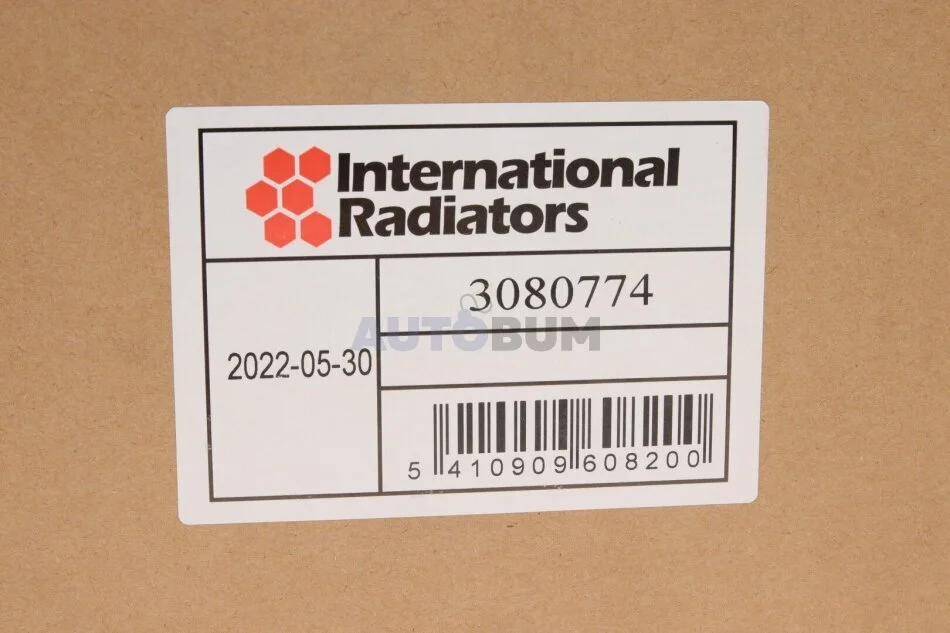 International
Radiators
3080774
AUTOBUM
2022-05-30
5 410909 608200